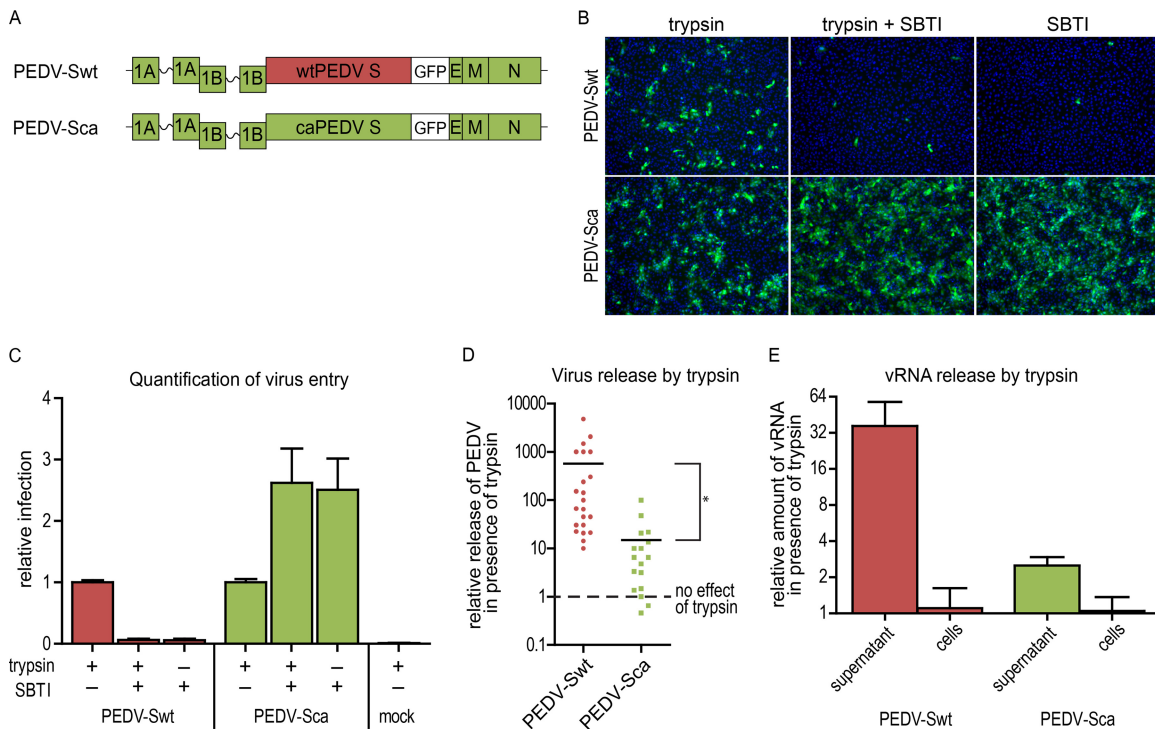 A
PEDV-Swt
1A 1A 1B 1B wtPEDV S GFP E M N
PEDV-Sca
1A 1A 1B 1B caPEDV S GFP E M N
B
trypsin trypsin + SBTI SBTI
PEDV-Swt
PEDV-Sca
C
Quantification of virus entry
relative infection
4
3
2
1
0
trypsin + + – + + – +
SBTI – + + – + + –
PEDV-Swt PEDV-Sca mock
D
Virus release by trypsin
relative release of PEDV
in presence of trypsin
10000
1000
100
10
1
0.1
*
no effect
of trypsin
PEDV-Swt PEDV-Sca
E
vRNA release by trypsin
relative amount of vRNA
in presence of trypsin
64
32
16
8
4
2
1
supernatant cells supernatant cells
PEDV-Swt PEDV-Sca